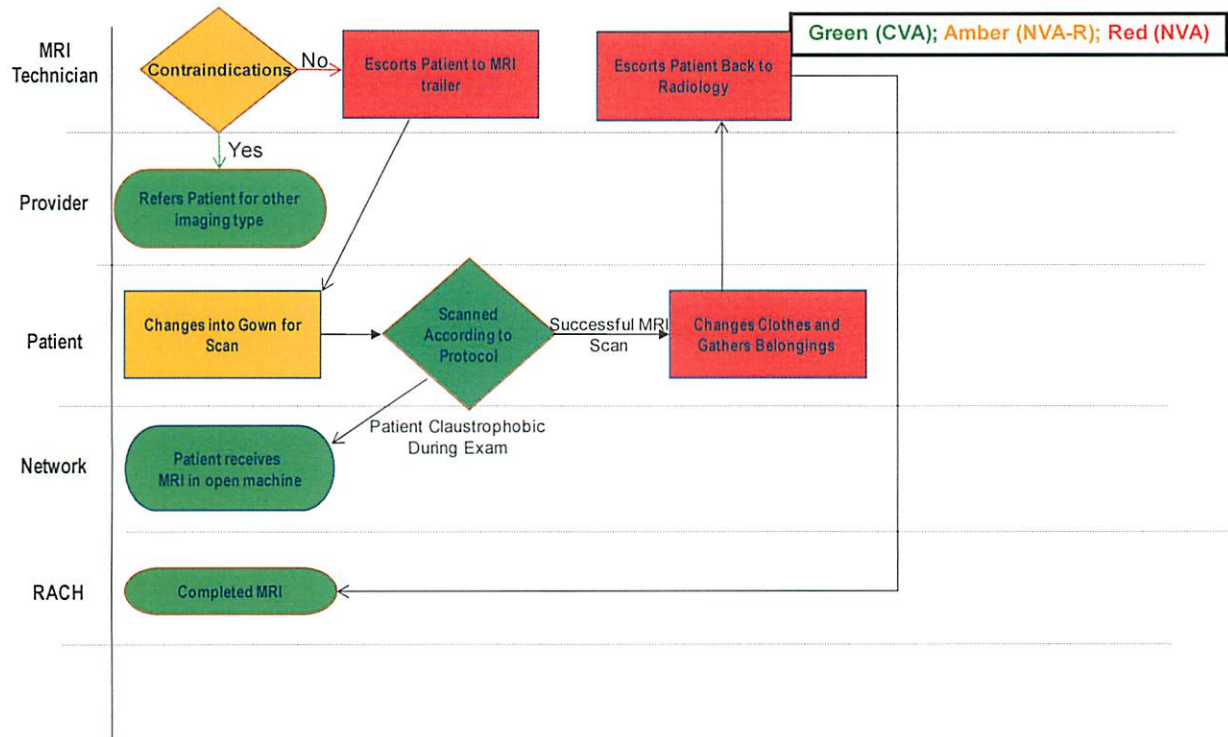 Green (CVA); Amber (NVA-R); Red (NVA)
MRI
Technician
Contraindications
No
Escorts Patient to MRI
trailer
Escorts Patient Back to
Radiology
Yes
Provider
Refers Patient for other
imaging type
Patient
Changes into Gown for
Scan
Scanned
According to
Protocol
Successful MRI
Scan
Changes Clothes and
Gathers Belongings
Patient Claustrophobic
During Exam
Network
Patient receives
MRI in open machine
RACH
Completed MRI